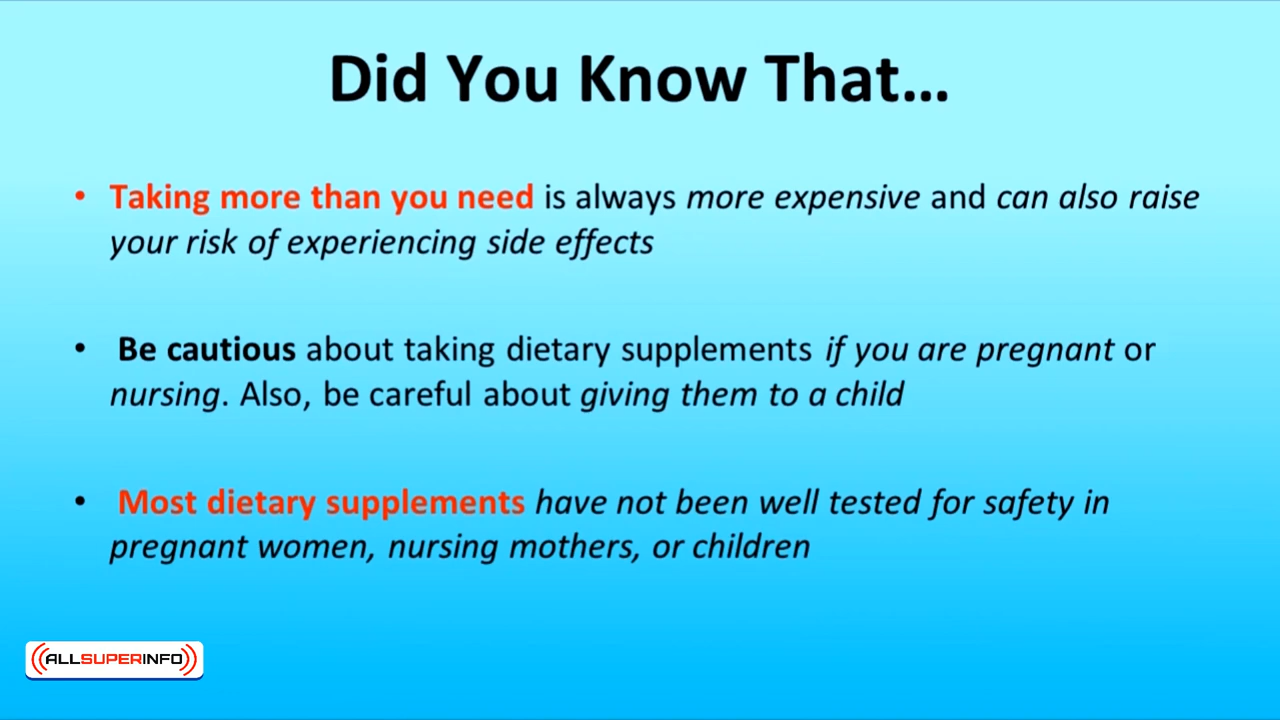 Did You Know That...
• Taking more than you need is always more expensive and can also raise
your risk of experiencing side effects
• Be cautious about taking dietary supplements if you are pregnant or
nursing. Also, be careful about giving them to a child
• Most dietary supplements have not been well tested for safety in
pregnant women, nursing mothers, or children
ALLSUPERINFO